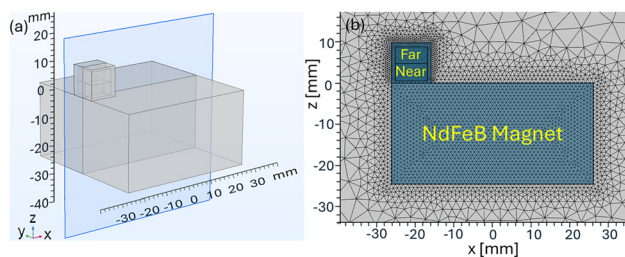 (a)
mm
20
10
0
-10
-20
-30
-40
z
y x
-30 -20 -10 0 10 20 30 mm
(b)
10
0
-10
-20
-30
z [mm]
Far
Near
NdFeB Magnet
-30 -20 -10 0 10 20 30
x [mm]